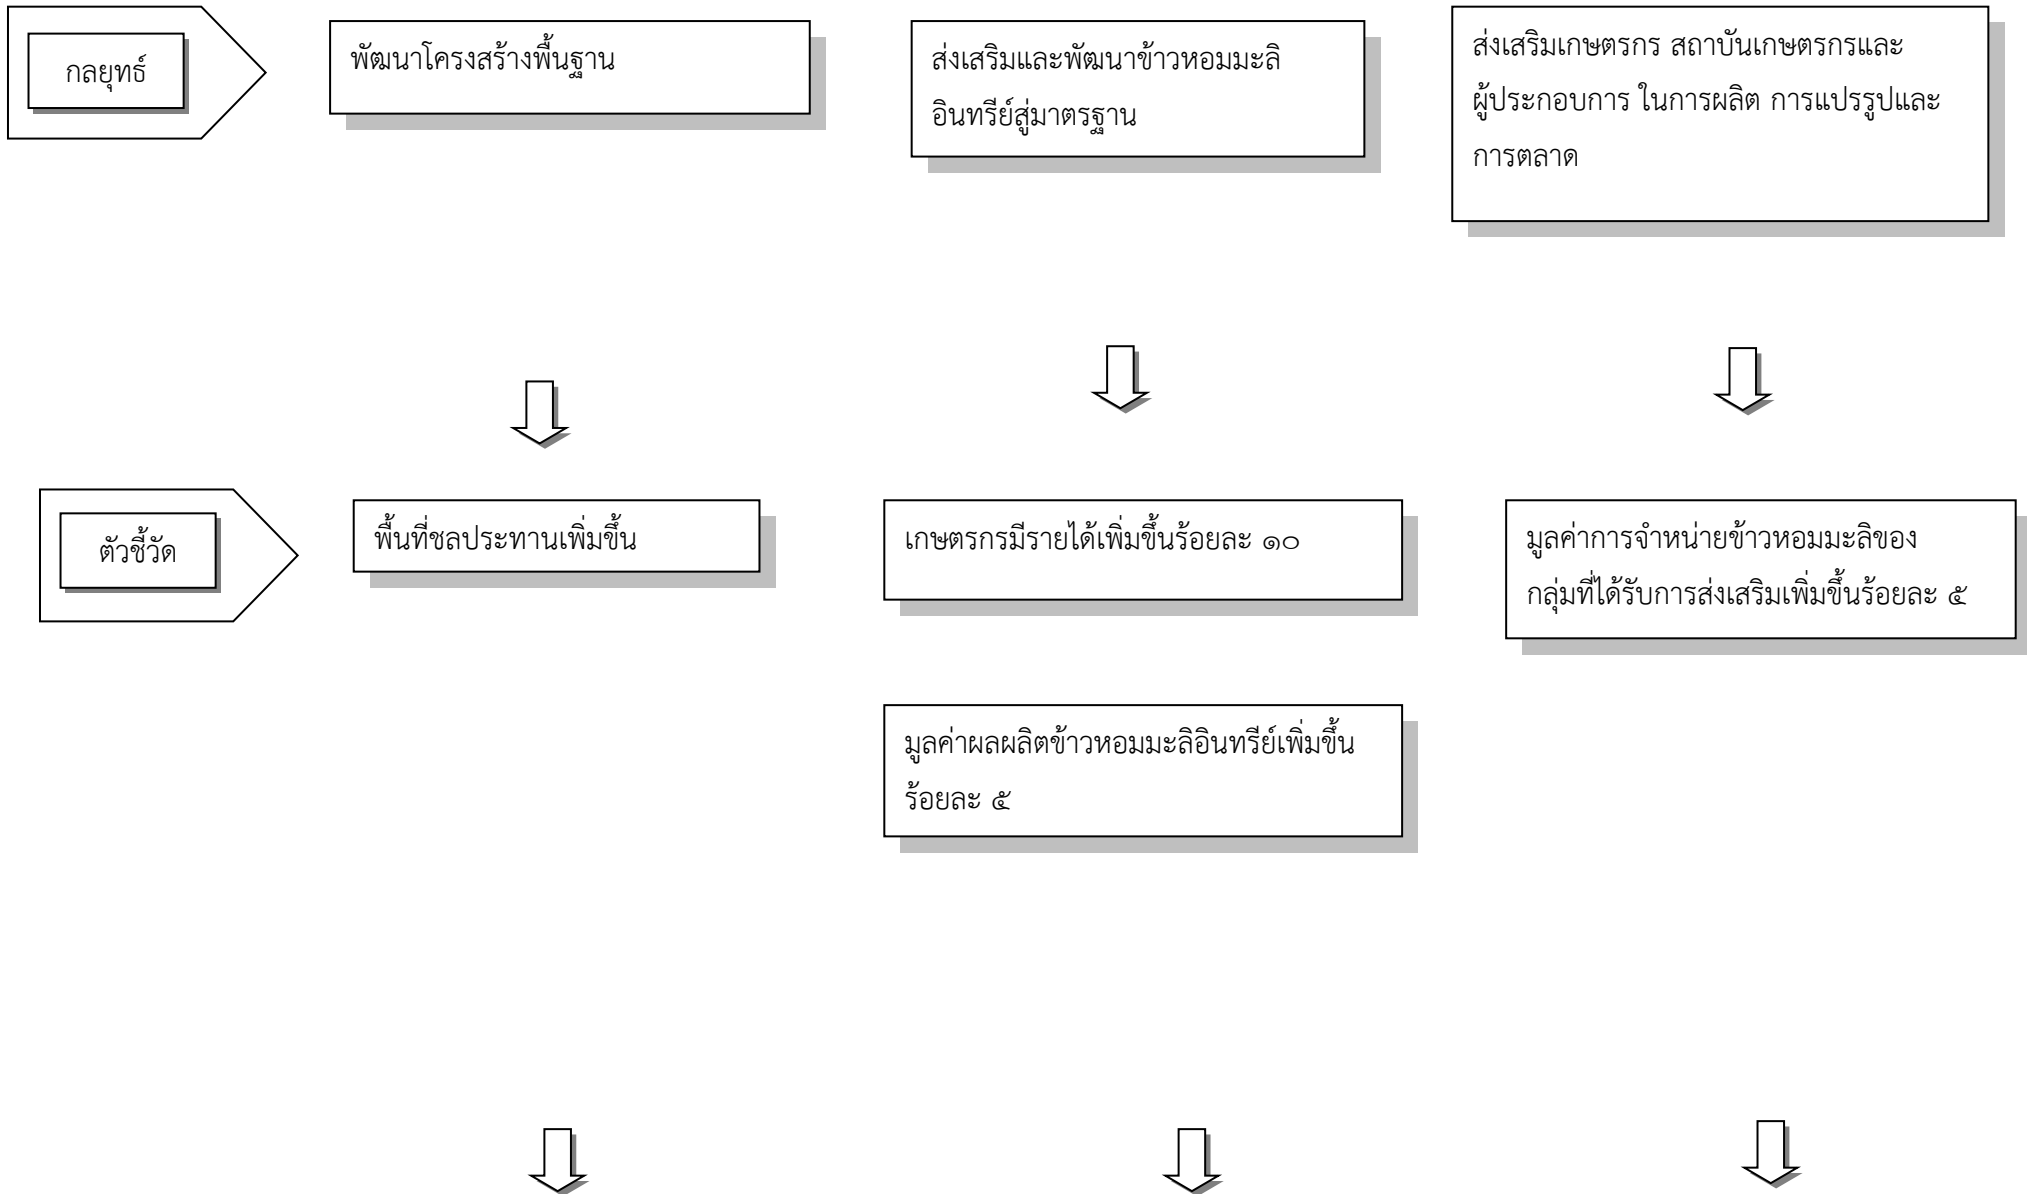 กลยุทธ์
พัฒนาโครงสร้างพื้นฐาน
ส่งเสริมและพัฒนาข้าวหอมมะลิ
อินทรีย์สู่มาตรฐาน
ส่งเสริมเกษตรกร สถาบันเกษตรกรและ
ผู้ประกอบการ ในการผลิต การแปรรูปและ
การตลาด
ตัวชี้วัด
พื้นที่ชลประทานเพิ่มขึ้น
เกษตรกรมีรายได้เพิ่มขึ้นร้อยละ ๑๐
มูลค่าผลผลิตข้าวหอมมะลิอินทรีย์เพิ่มขึ้น
ร้อยละ ๕
มูลค่าการจำหน่ายข้าวหอมมะลิของ
กลุ่มที่ได้รับการส่งเสริมเพิ่มขึ้นร้อยละ ๕